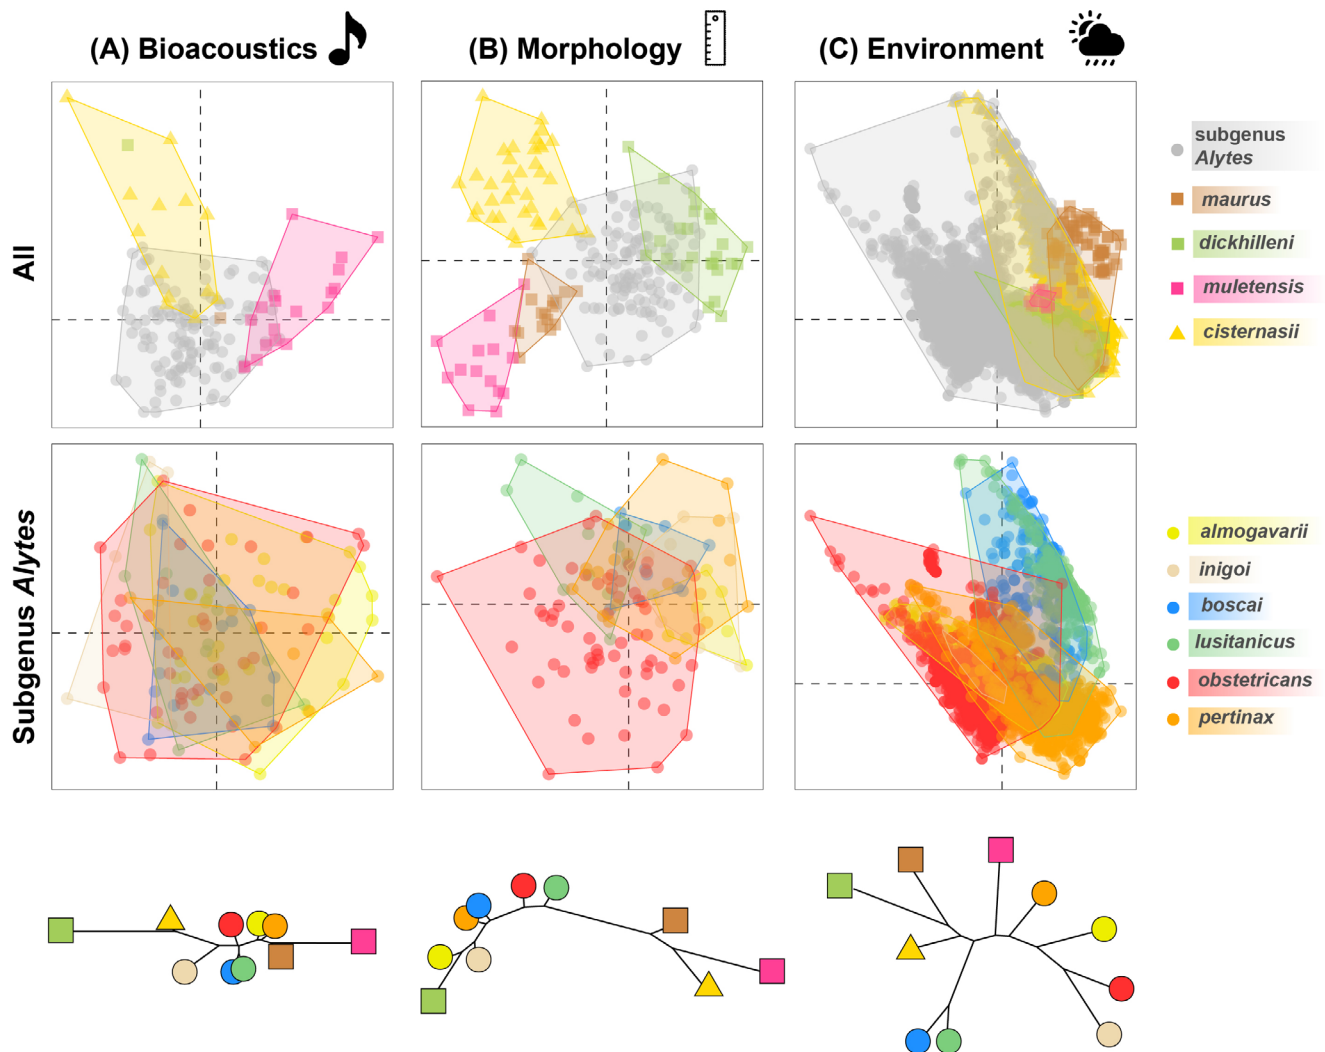 (A) Bioacoustics
(B) Morphology
(C) Environment
All
subgenus
Alytes
maurus
dickhilleni
muletensis
cisternasii
Subgenus Alytes
almogavarii
inigoi
boscai
lusitanicus
obstetricans
pertinax